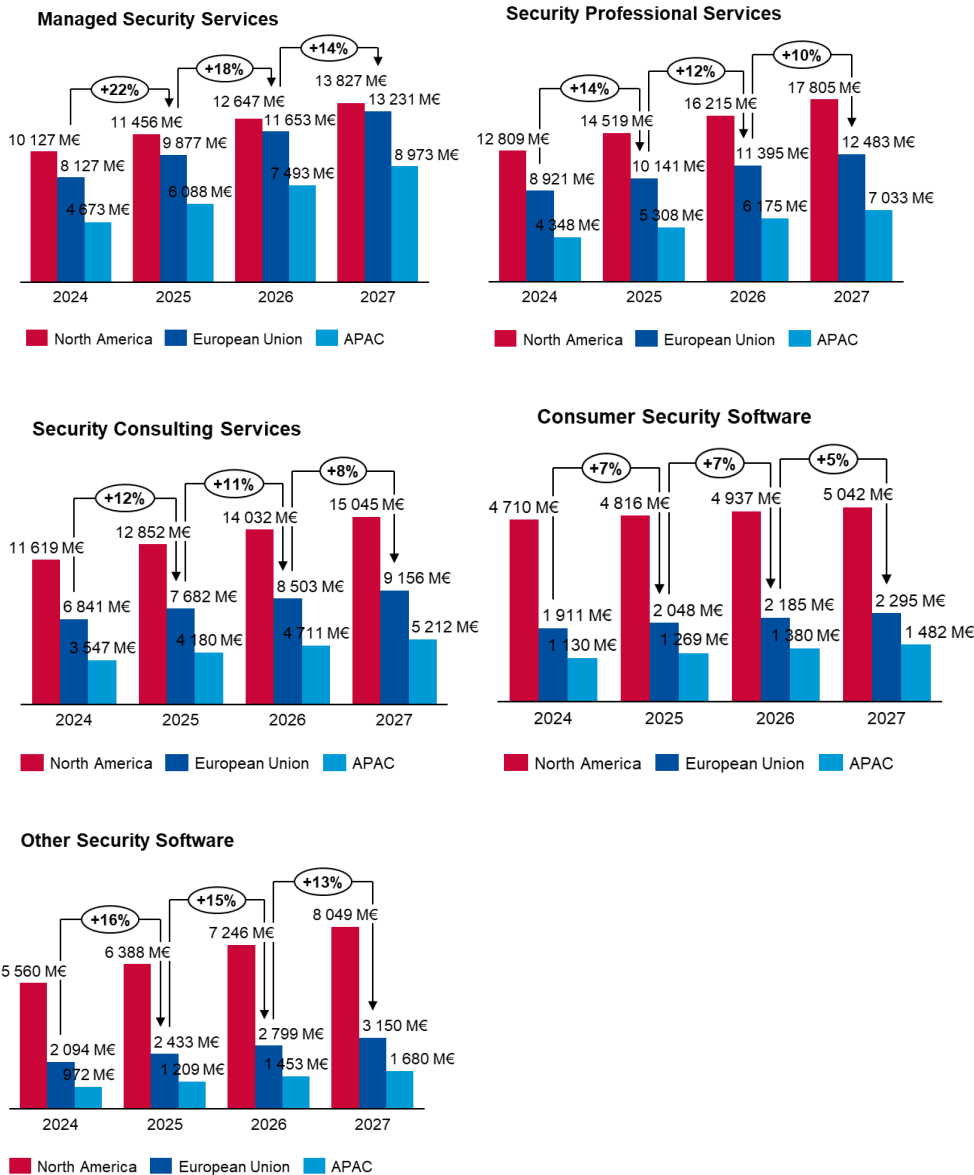 Managed Security Services
+14%
+18%
+22%
13 827 M€
13 231 M€
12 647 M€
11 653 M€
11 456 M€
10 127 M€
9 877 M€
8 973 M€
8 127 M€
7 493 M€
6 088 M€
4 673 M€
2024 2025 2026 2027
North America European Union APAC
Security Professional Services
+10%
+12%
+14%
17 805 M€
16 215 M€
14 519 M€
12 809 M€
12 483 M€
11 395 M€
10 141 M€
8 921 M€
7 033 M€
6 175 M€
5 308 M€
4 348 M€
2024 2025 2026 2027
North America European Union APAC
Security Consulting Services
+8%
+11%
+12%
15 045 M€
14 032 M€
12 852 M€
11 619 M€
9 156 M€
8 503 M€
7 682 M€
6 841 M€
5 212 M€
4 711 M€
4 180 M€
3 547 M€
2024 2025 2026 2027
North America European Union APAC
Consumer Security Software
+5%
+7%
+7%
5 042 M€
4 937 M€
4 816 M€
4 710 M€
2 295 M€
2 185 M€
2 048 M€
1 911 M€
1 482 M€
1 380 M€
1 269 M€
1 130 M€
2024 2025 2026 2027
North America European Union APAC
Other Security Software
+13%
+15%
+16%
8 049 M€
7 246 M€
6 388 M€
5 560 M€
3 150 M€
2 799 M€
2 433 M€
2 094 M€
1 680 M€
1 453 M€
1 209 M€
972 M€
2024 2025 2026 2027
North America European Union APAC